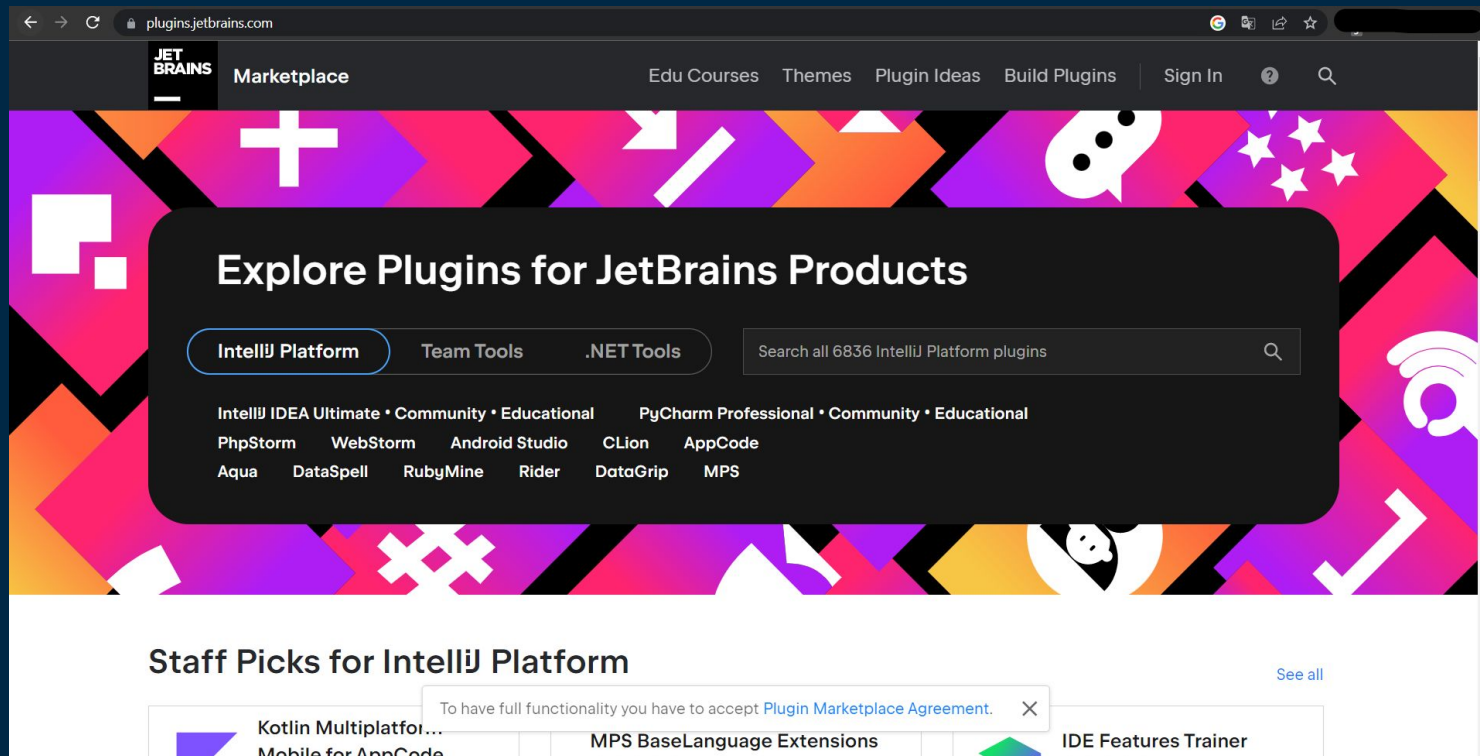 plugins.jetbrains.com
JET
BRAINS
Marketplace
Edu Courses Themes Plugin Ideas Build Plugins Sign In ?
Explore Plugins for JetBrains Products
IntelliJ Platform Team Tools .NET Tools Search all 6836 IntelliJ Platform plugins
IntelliJ IDEA Ultimate • Community • Educational PyCharm Professional • Community • Educational
PhpStorm WebStorm Android Studio CLion AppCode
Aqua DataSpell RubyMine Rider DataGrip MPS
Staff Picks for IntelliJ Platform See all
To have full functionality you have to accept Plugin Marketplace Agreement.
Kotlin Multiplatfor...
Mobile for AppCode
MPS BaseLanguage Extensions
IDE Features Trainer